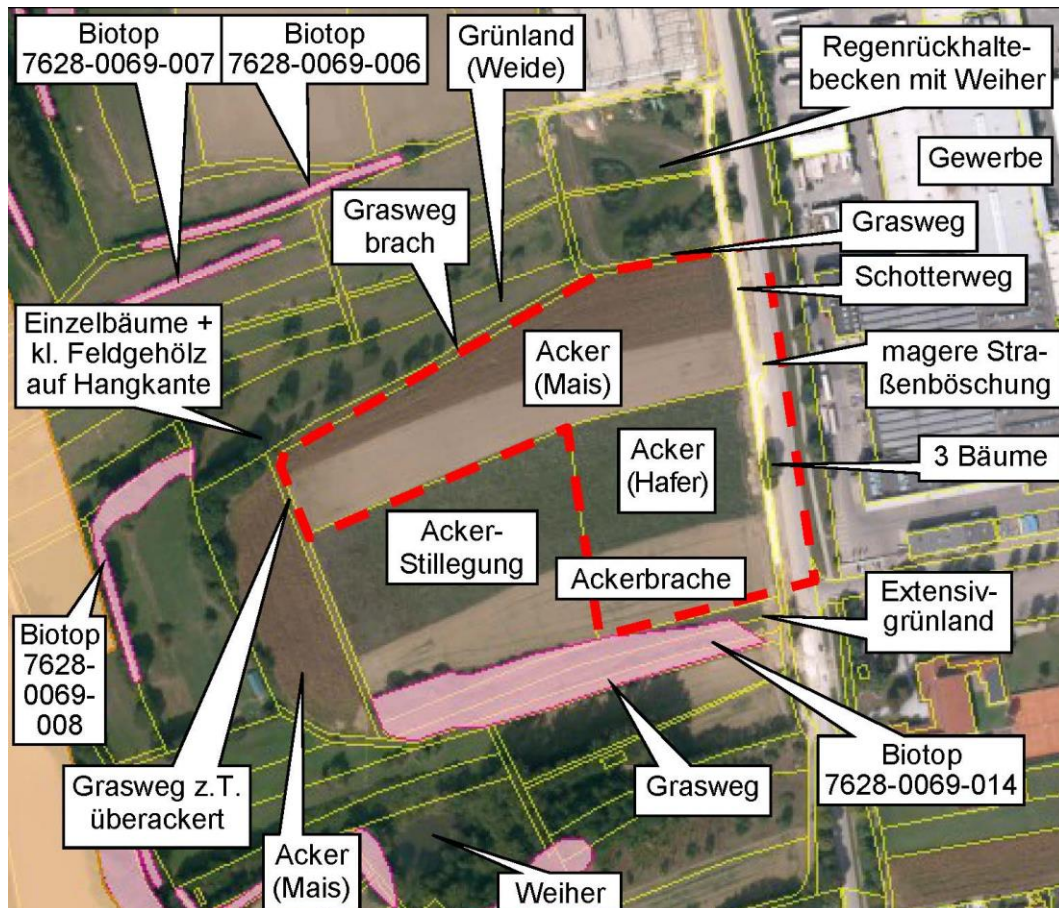 Biotop
7628-0069-007
Biotop
7628-0069-006
Grünland
(Weide)
Regenrückhalte-
becken mit Weiher
Gewerbe
Grasweg
brach
Grasweg
Schotterweg
Einzelbäume +
kl. Feldgehölz
auf Hangkante
Acker
(Mais)
magere Stra-
ßenböschung
Acker
(Hafer)
3 Bäume
Acker-
Stillegung
Ackerbrache
Extensiv-
grünland
Biotop
7628-
0069-
008
Grasweg z.T.
überackert
Grasweg
Biotop
7628-0069-014
Acker
(Mais)
Weiher